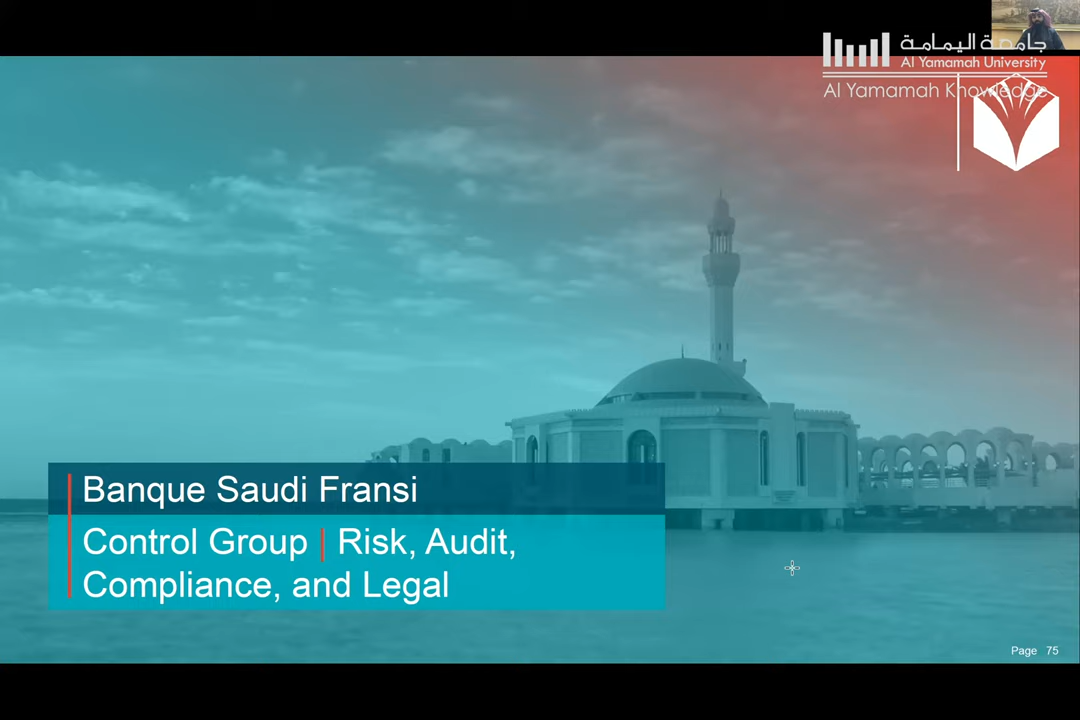 جامعة اليمامة
Al Yamamah University
Al Yamamah Knowledge
Banque Saudi Fransi
Control Group | Risk, Audit,
Compliance, and Legal
Page 75